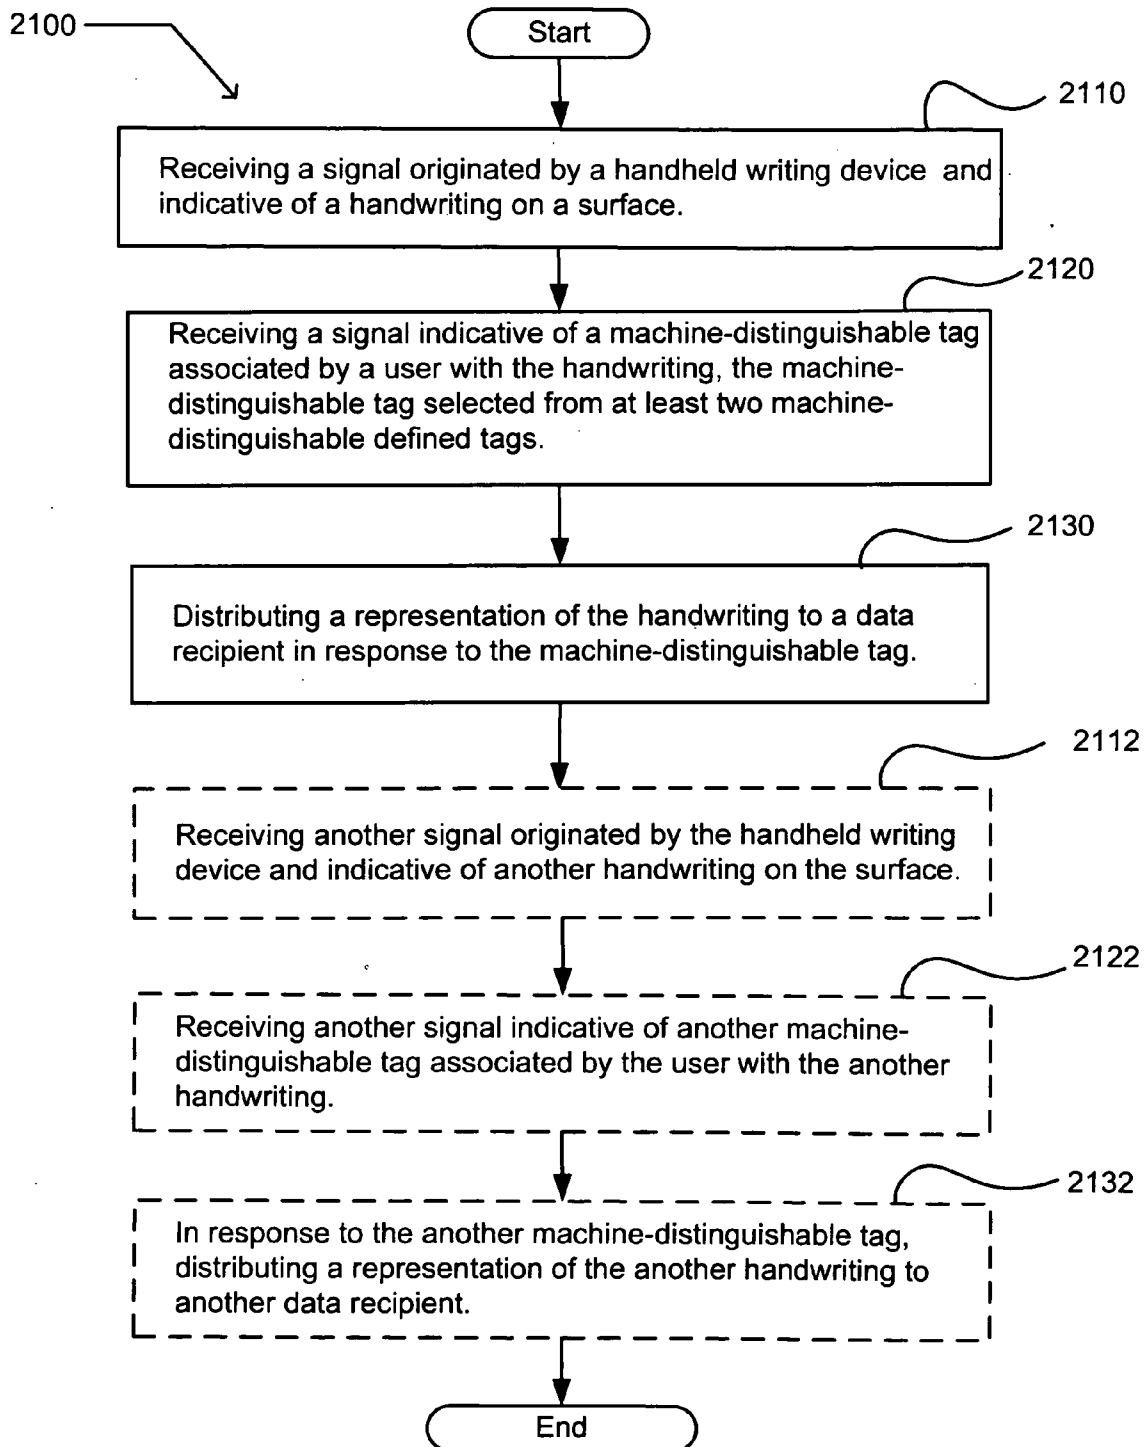 2100
Start
2110
Receiving a signal originated by a handheld writing device and
indicative of a handwriting on a surface.
2120
Receiving a signal indicative of a machine-distinguishable tag
associated by a user with the handwriting, the machine-
distinguishable tag selected from at least two machine-
distinguishable defined tags.
2130
Distributing a representation of the handwriting to a data
recipient in response to the machine-distinguishable tag.
2112
Receiving another signal originated by the handheld writing
device and indicative of another handwriting on the surface.
2122
Receiving another signal indicative of another machine-
distinguishable tag associated by the user with the another
handwriting.
2132
In response to the another machine-distinguishable tag,
distributing a representation of the another handwriting to
another data recipient.
End